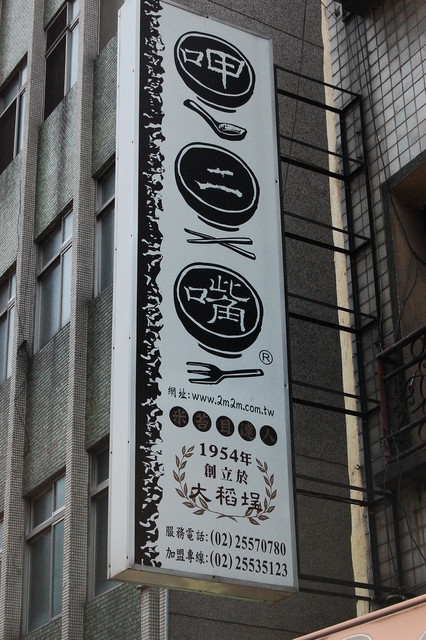 呷
二
嘴
®
網址:www.2m2m.com.tw
米苔目達人
1954年
創立於
大稻埕
服務電話:(02)25570780
加盟專線:(02)25535123